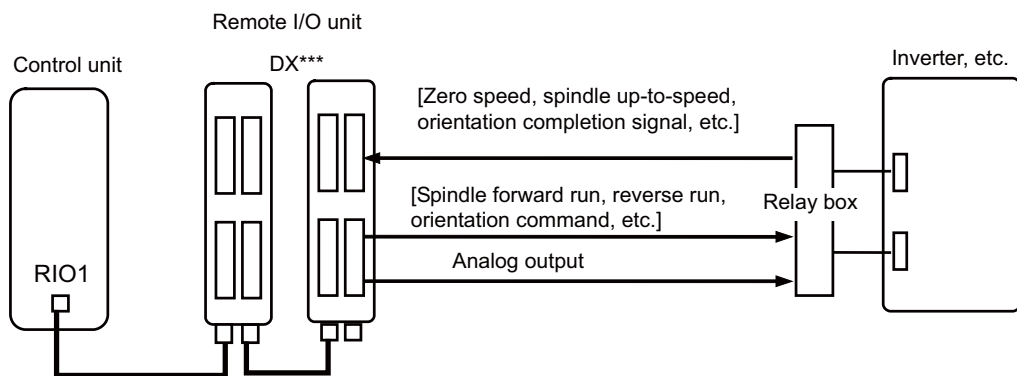 Remote I/O unit
Control unit
DX***
Inverter, etc.
[Zero speed, spindle up-to-speed,
orientation completion signal, etc.]
[Spindle forward run, reverse run,
orientation command, etc.]
Relay box
Analog output
RIO1